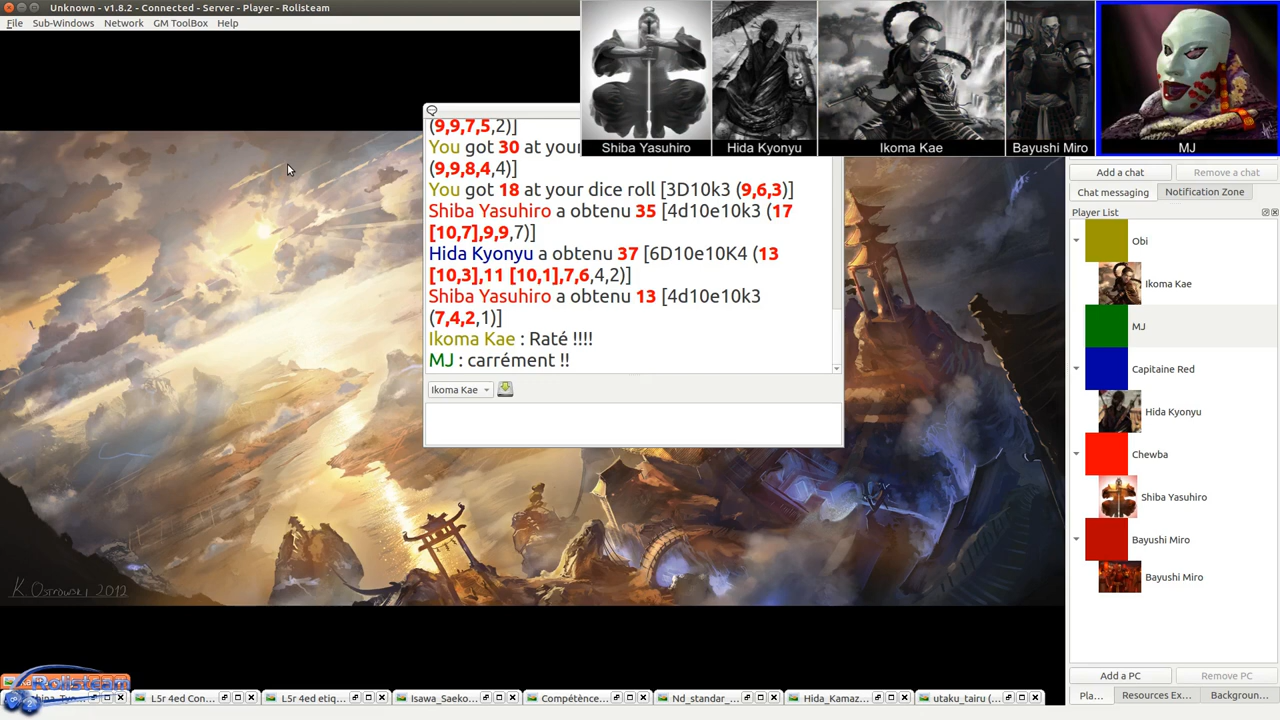 Unknown - v1.8.2 - Connected - Server - Player - Rolisteam
File Sub-Windows Network GM ToolBox Help
Shiba Yasuhiro
Hida Kyonyu
Ikoma Kae
Bayushi Miro
MJ
(9,9,7,5,2)]
You got 30 at your
(9,9,8,4,4)]
You got 18 at your dice roll [3D10k3 (9,6,3)]
Shiba Yasuhiro a obtenu 35 [4d10e10k3 (17
[10,7],9,9,7)]
Hida Kyonyu a obtenu 37 [6D10e10K4 (13
[10,3],11 [10,1],7,6,4,2)]
Shiba Yasuhiro a obtenu 13 [4d10e10k3
(7,4,2,1)]
Ikoma Kae : Raté !!!!
MJ : carrément !!
Ikoma Kae
Add a chat
Remove a chat
Chat messaging
Notification Zone
Player List
Obi
Ikoma Kae
MJ
Capitaine Red
Hida Kyonyu
Chewba
Shiba Yasuhiro
Bayushi Miro
Bayushi Miro
Add a PC
Remove PC
Pla...
Resources Ex...
Backgroun...
K Ostrowski 2012
Rolisteam
L5r 4ed Con...
L5r 4ed etiq...
Isawa_Saeko...
Compétence...
Nd_standar_...
Hida_Kamaz...
utaku_tairu (...